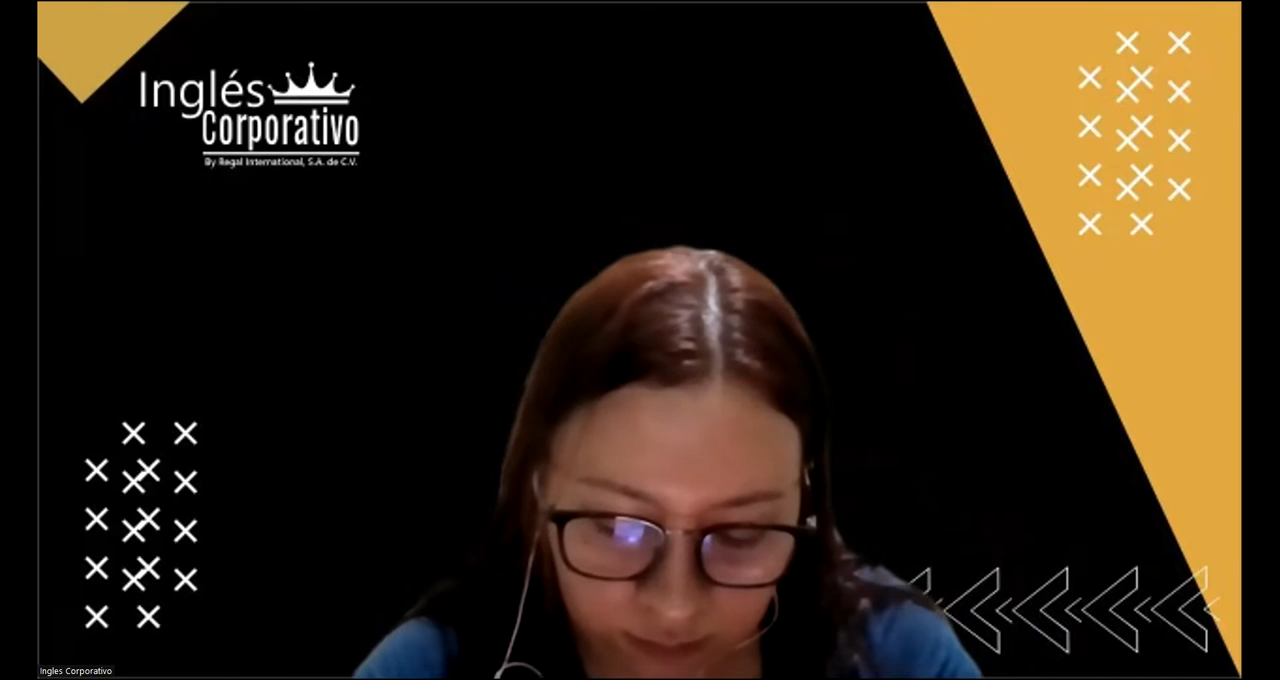 Inglés
Corporativo
By Regal International, S.A. de C.V.
Ingles Corporativo